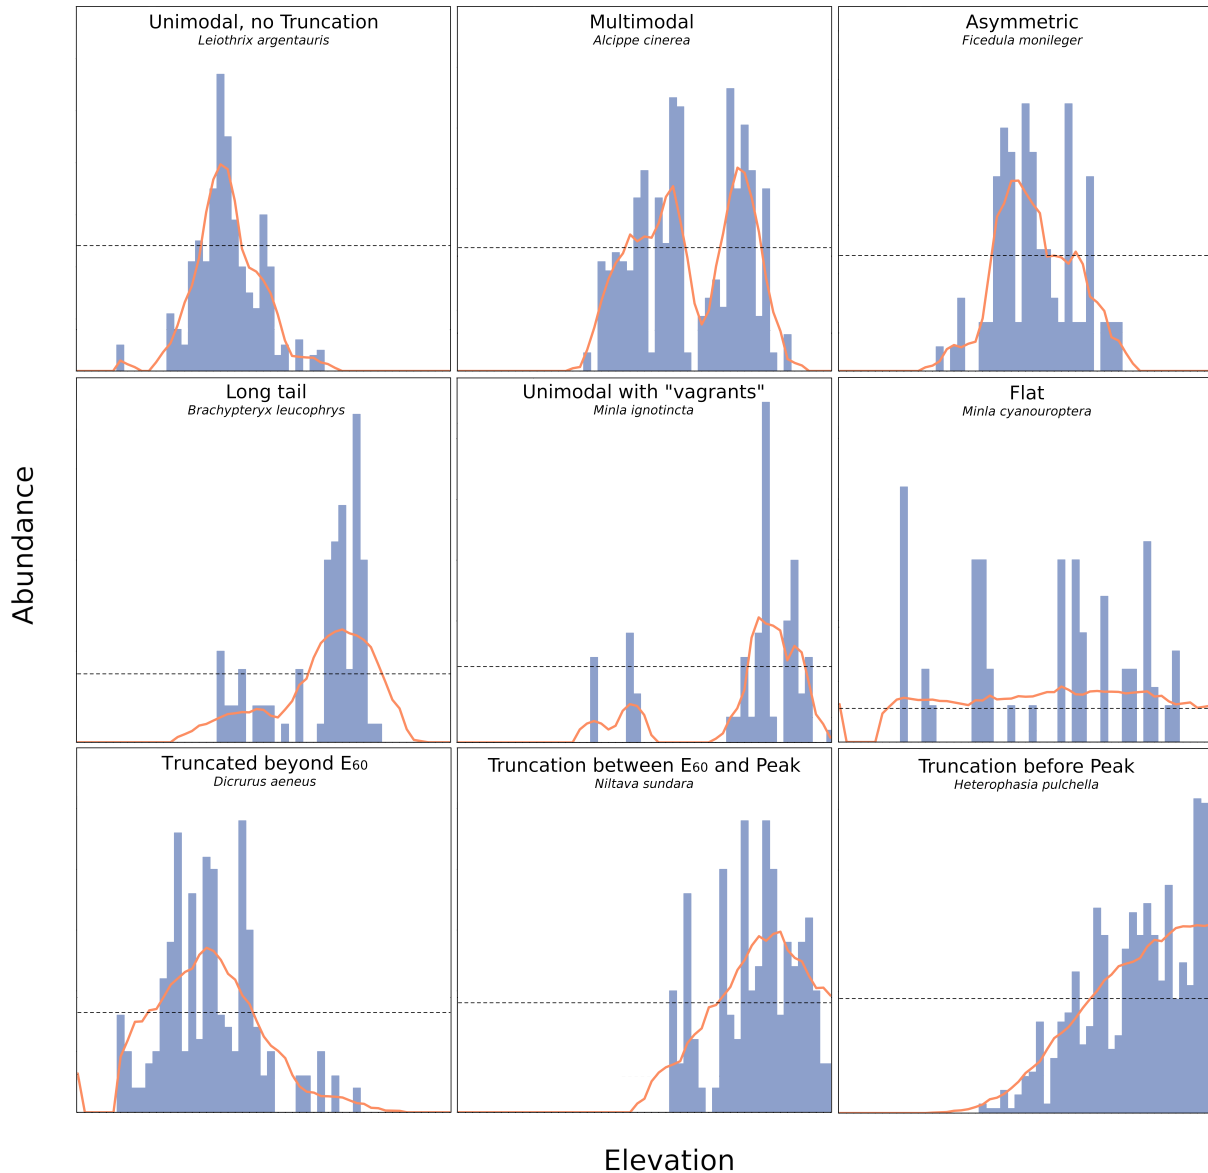 Unimodal, no Truncation
Leiothrix argentauris
Multimodal
Alcippe cinerea
Asymmetric
Ficedula monileger
Long tail
Brachypteryx leucophrys
Unimodal with "vagrants"
Minla ignotincta
Flat
Minla cyanouroptera
Truncated beyond E60
Dicrurus aeneus
Truncation between E60 and Peak
Niltava sundara
Truncation before Peak
Heterophasia pulchella
Abundance
Elevation